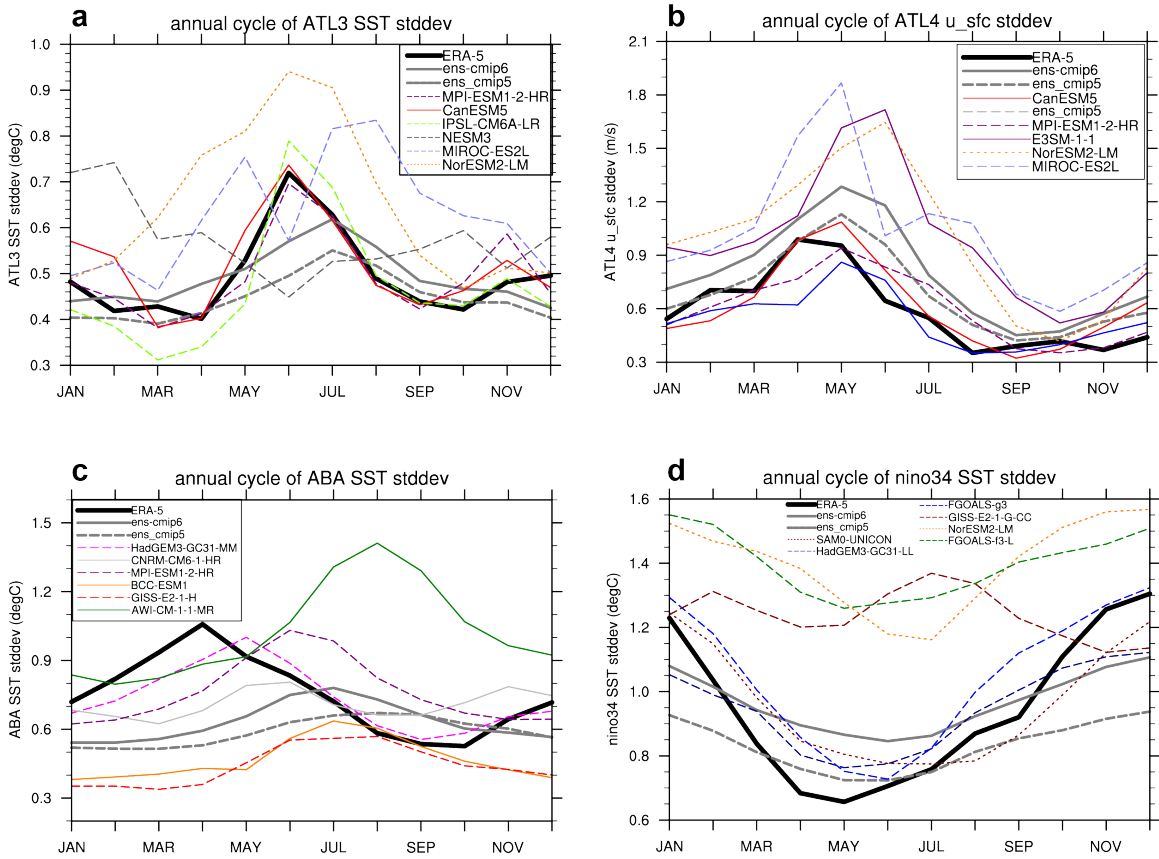 a
annual cycle of ATL3 SST stddev
ATL3 SST stddev (degC)
1.0
0.9
0.8
0.7
0.6
0.5
0.4
0.3
JAN MAR MAY JUL SEP NOV
ERA-5
ens-cmip6
ens_cmip5
MPI-ESM1-2-HR
CanESM5
IPSL-CM6A-LR
NESM3
MIROC-ES2L
NorESM2-LM
b
annual cycle of ATL4 u_sfc stddev
ATL4 u_sfc stddev (m/s)
2.1
1.8
1.5
1.2
0.9
0.6
0.3
JAN MAR MAY JUL SEP NOV
ERA-5
ens-cmip6
ens_cmip5
CanESM5
ens_cmip5
MPI-ESM1-2-HR
E3SM-1-1
NorESM2-LM
MIROC-ES2L
c
annual cycle of ABA SST stddev
ABA SST stddev (degC)
1.5
1.2
0.9
0.6
0.3
JAN MAR MAY JUL SEP NOV
ERA-5
ens-cmip6
ens_cmip5
HadGEM3-GC31-MM
CNRM-CM6-1-HR
MPI-ESM1-2-HR
BCC-ESM1
GISS-E2-1-H
AWI-CM-1-1-MR
d
annual cycle of nino34 SST stddev
nino34 SST stddev (degC)
1.6
1.4
1.2
1.0
0.8
0.6
JAN MAR MAY JUL SEP NOV
ERA-5
ens-cmip6
ens_cmip5
SAM0-UNICON
HadGEM3-GC31-LL
FGOALS-g3
GISS-E2-1-G-CC
NorESM2-LM
FGOALS-f3-L